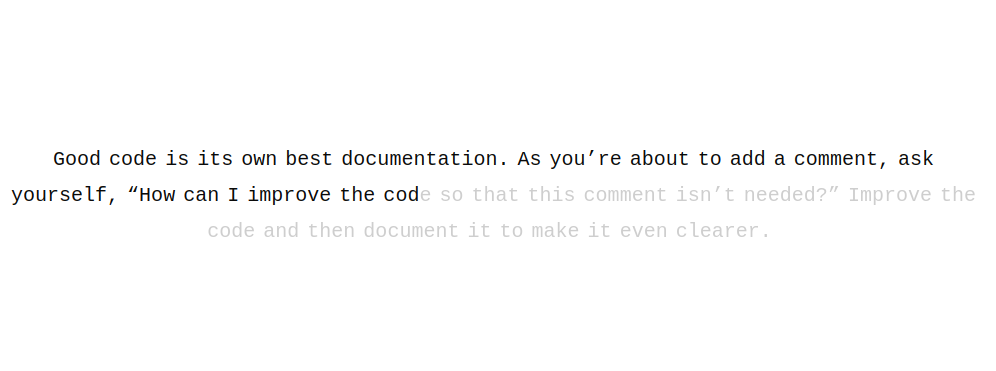 Good code is its own best documentation. As you’re about to add a comment, ask
yourself, “How can I improve the code so that this comment isn’t needed?” Improve the
code and then document it to make it even clearer.